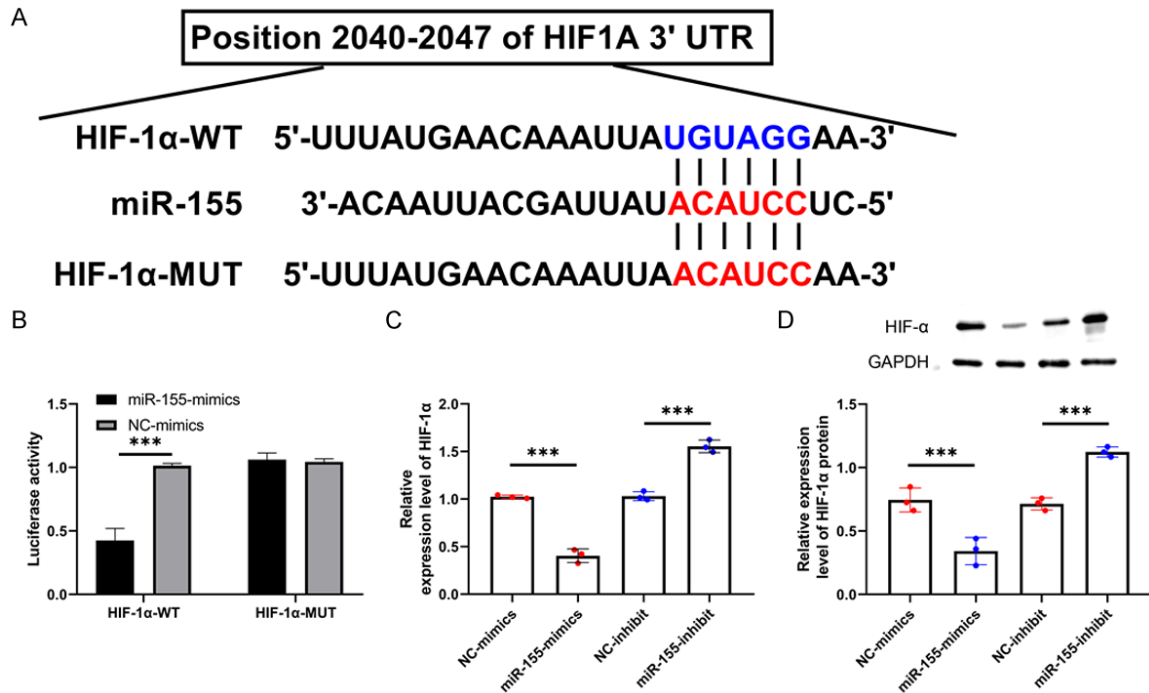 A
Position 2040-2047 of HIF1A 3' UTR
HIF-1α-WT 5'-UUUAUGAACAAAUUAUGUAGGAA-3'
miR-155 3'-ACAAUUACGAUUAUACAUCCUC-5'
HIF-1α-MUT 5'-UUUAUGAACAAAUUAACAUCCAA-3'
B
miR-155-mimics
NC-mimics
***
Luciferase activity
1.5
1.0
0.5
0.0
HIF-1α-WT HIF-1α-MUT
C
Relative
expression level of HIF-1α
2.0
1.5
1.0
0.5
0.0
***
***
NC-mimics
miR-155-mimics
NC-inhibit
miR-155-inhibit
D
HIF-α
GAPDH
Relative expression
level of HIF-1α protein
1.5
1.0
0.5
0.0
***
***
NC-mimics
miR-155-mimics
NC-inhibit
miR-155-inhibit